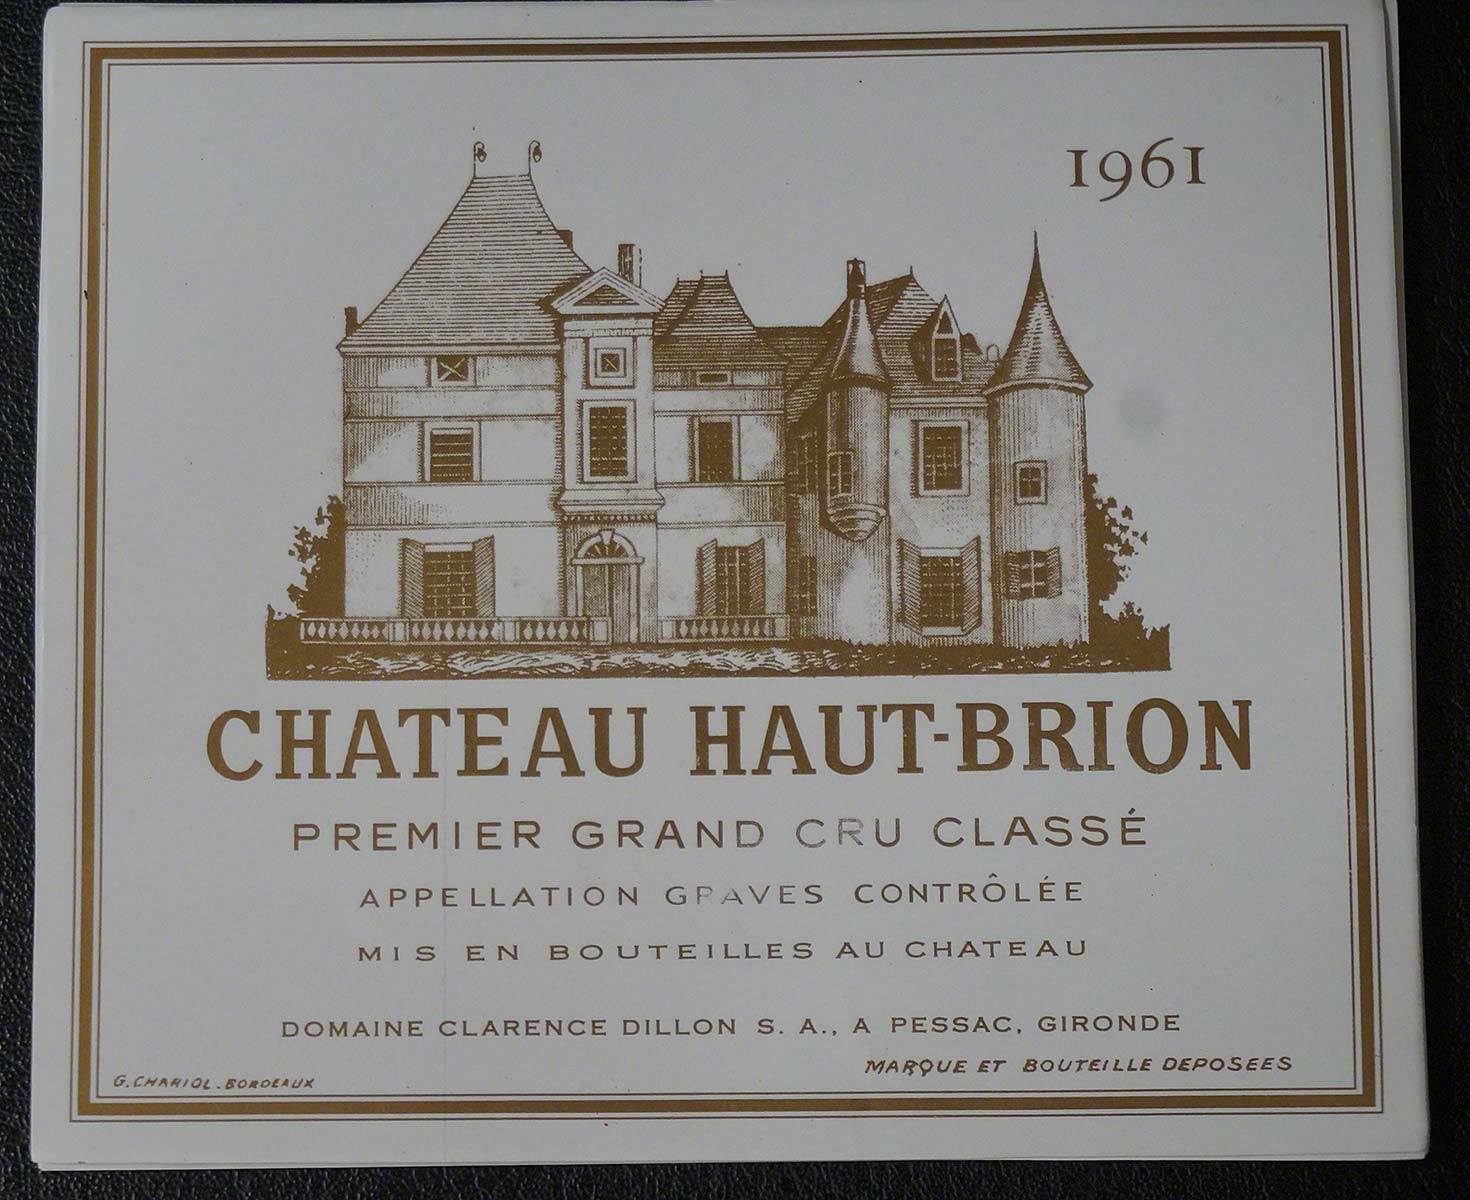 1961
CHATEAU HAUT-BRION
PREMIER GRAND CRU CLASSÉ
APPELLATION GRAVES CONTRÔLÉE
MIS EN BOUTEILLES AU CHATEAU
DOMAINE CLARENCE DILLON S. A., A PESSAC, GIRONDE
MARQUE ET BOUTEILLE DEPOSEES
G. CHARIOL - BORDEAUX